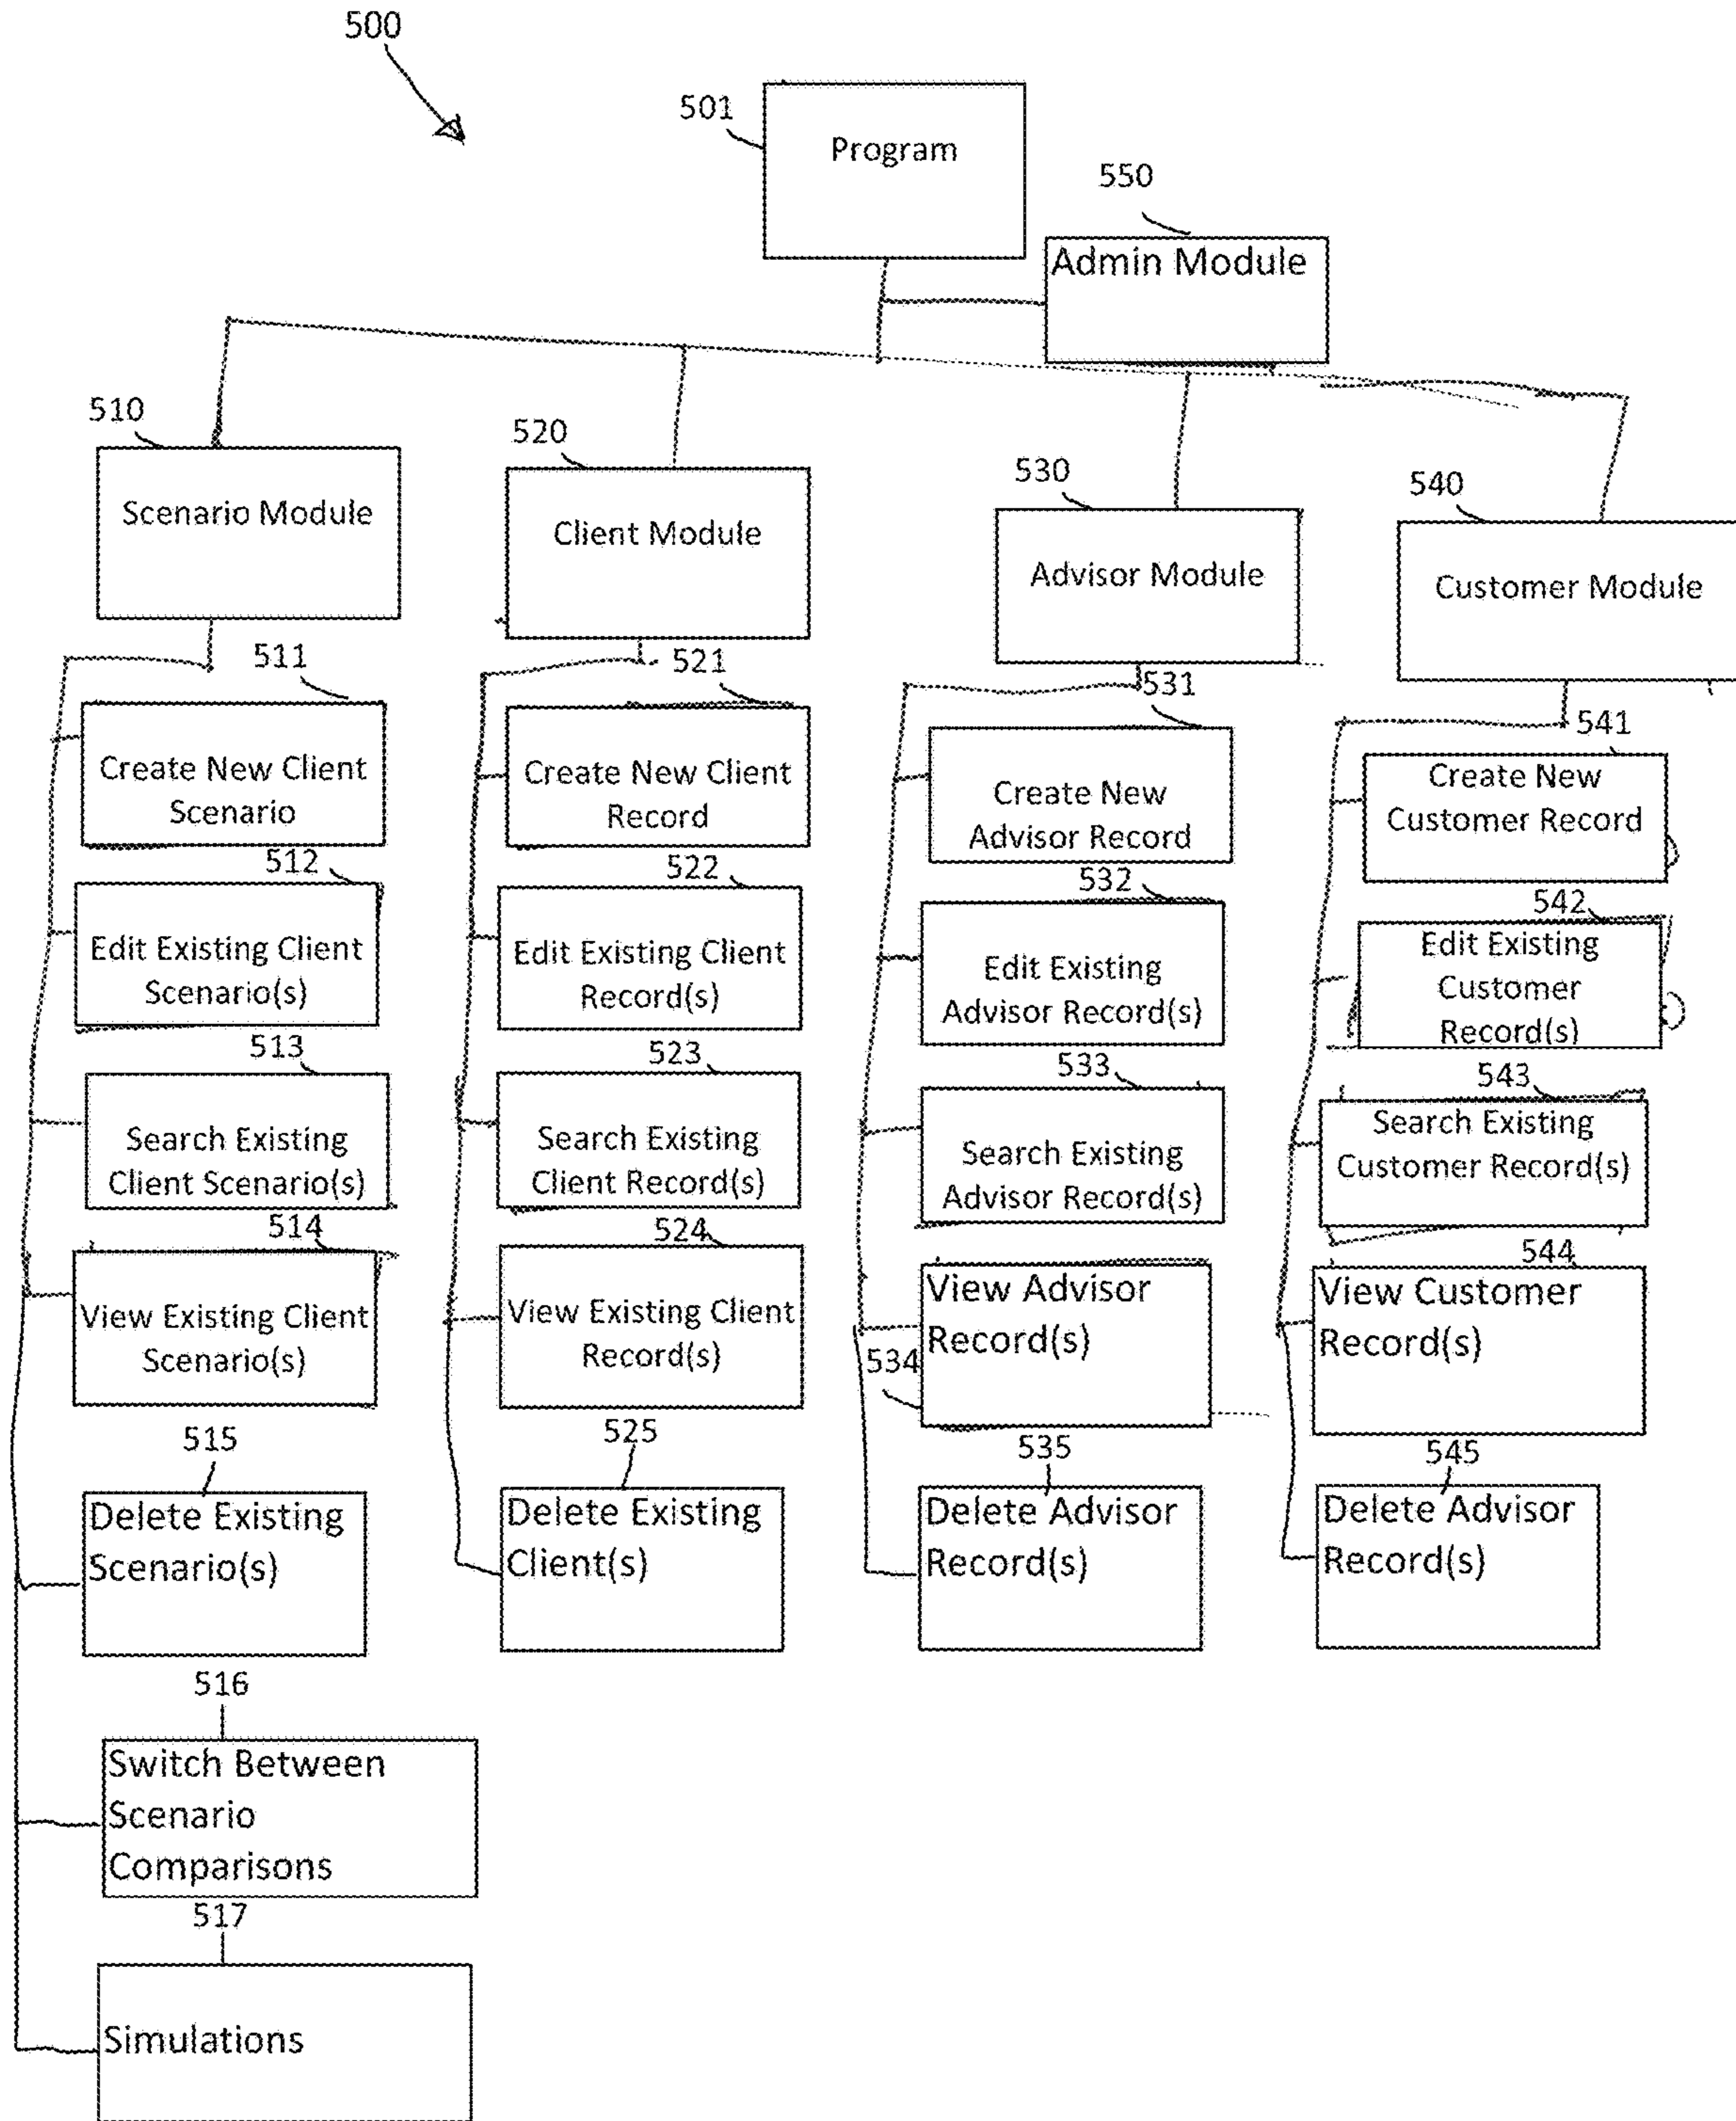 500
501
Program
550
Admin Module
510
Scenario Module
520
Client Module
530
Advisor Module
540
Customer Module
511
Create New Client
Scenario
512
Edit Existing Client
Scenario(s)
513
Search Existing
Client Scenario(s)
514
View Existing Client
Scenario(s)
515
Delete Existing
Scenario(s)
516
Switch Between
Scenario
Comparisons
517
Simulations
521
Create New Client
Record
522
Edit Existing Client
Record(s)
523
Search Existing
Client Record(s)
524
View Existing Client
Record(s)
525
Delete Existing
Client(s)
531
Create New
Advisor Record
532
Edit Existing
Advisor Record(s)
533
Search Existing
Advisor Record(s)
View Advisor
Record(s)
534
535
Delete Advisor
Record(s)
541
Create New
Customer Record
542
Edit Existing
Customer
Record(s)
543
Search Existing
Customer Record(s)
544
View Customer
Record(s)
545
Delete Advisor
Record(s)